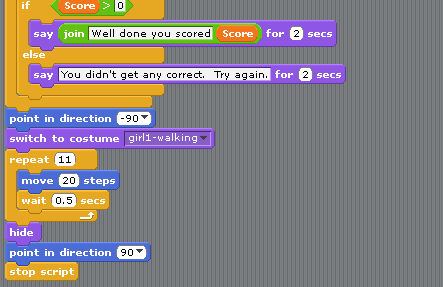 if Score > 0
say join Well done you scored Score for 2 secs
else
say You didn't get any correct. Try again. for 2 secs
point in direction -90
switch to costume girl1-walking
repeat 11
move 20 steps
wait 0.5 secs
hide
point in direction 90
stop script